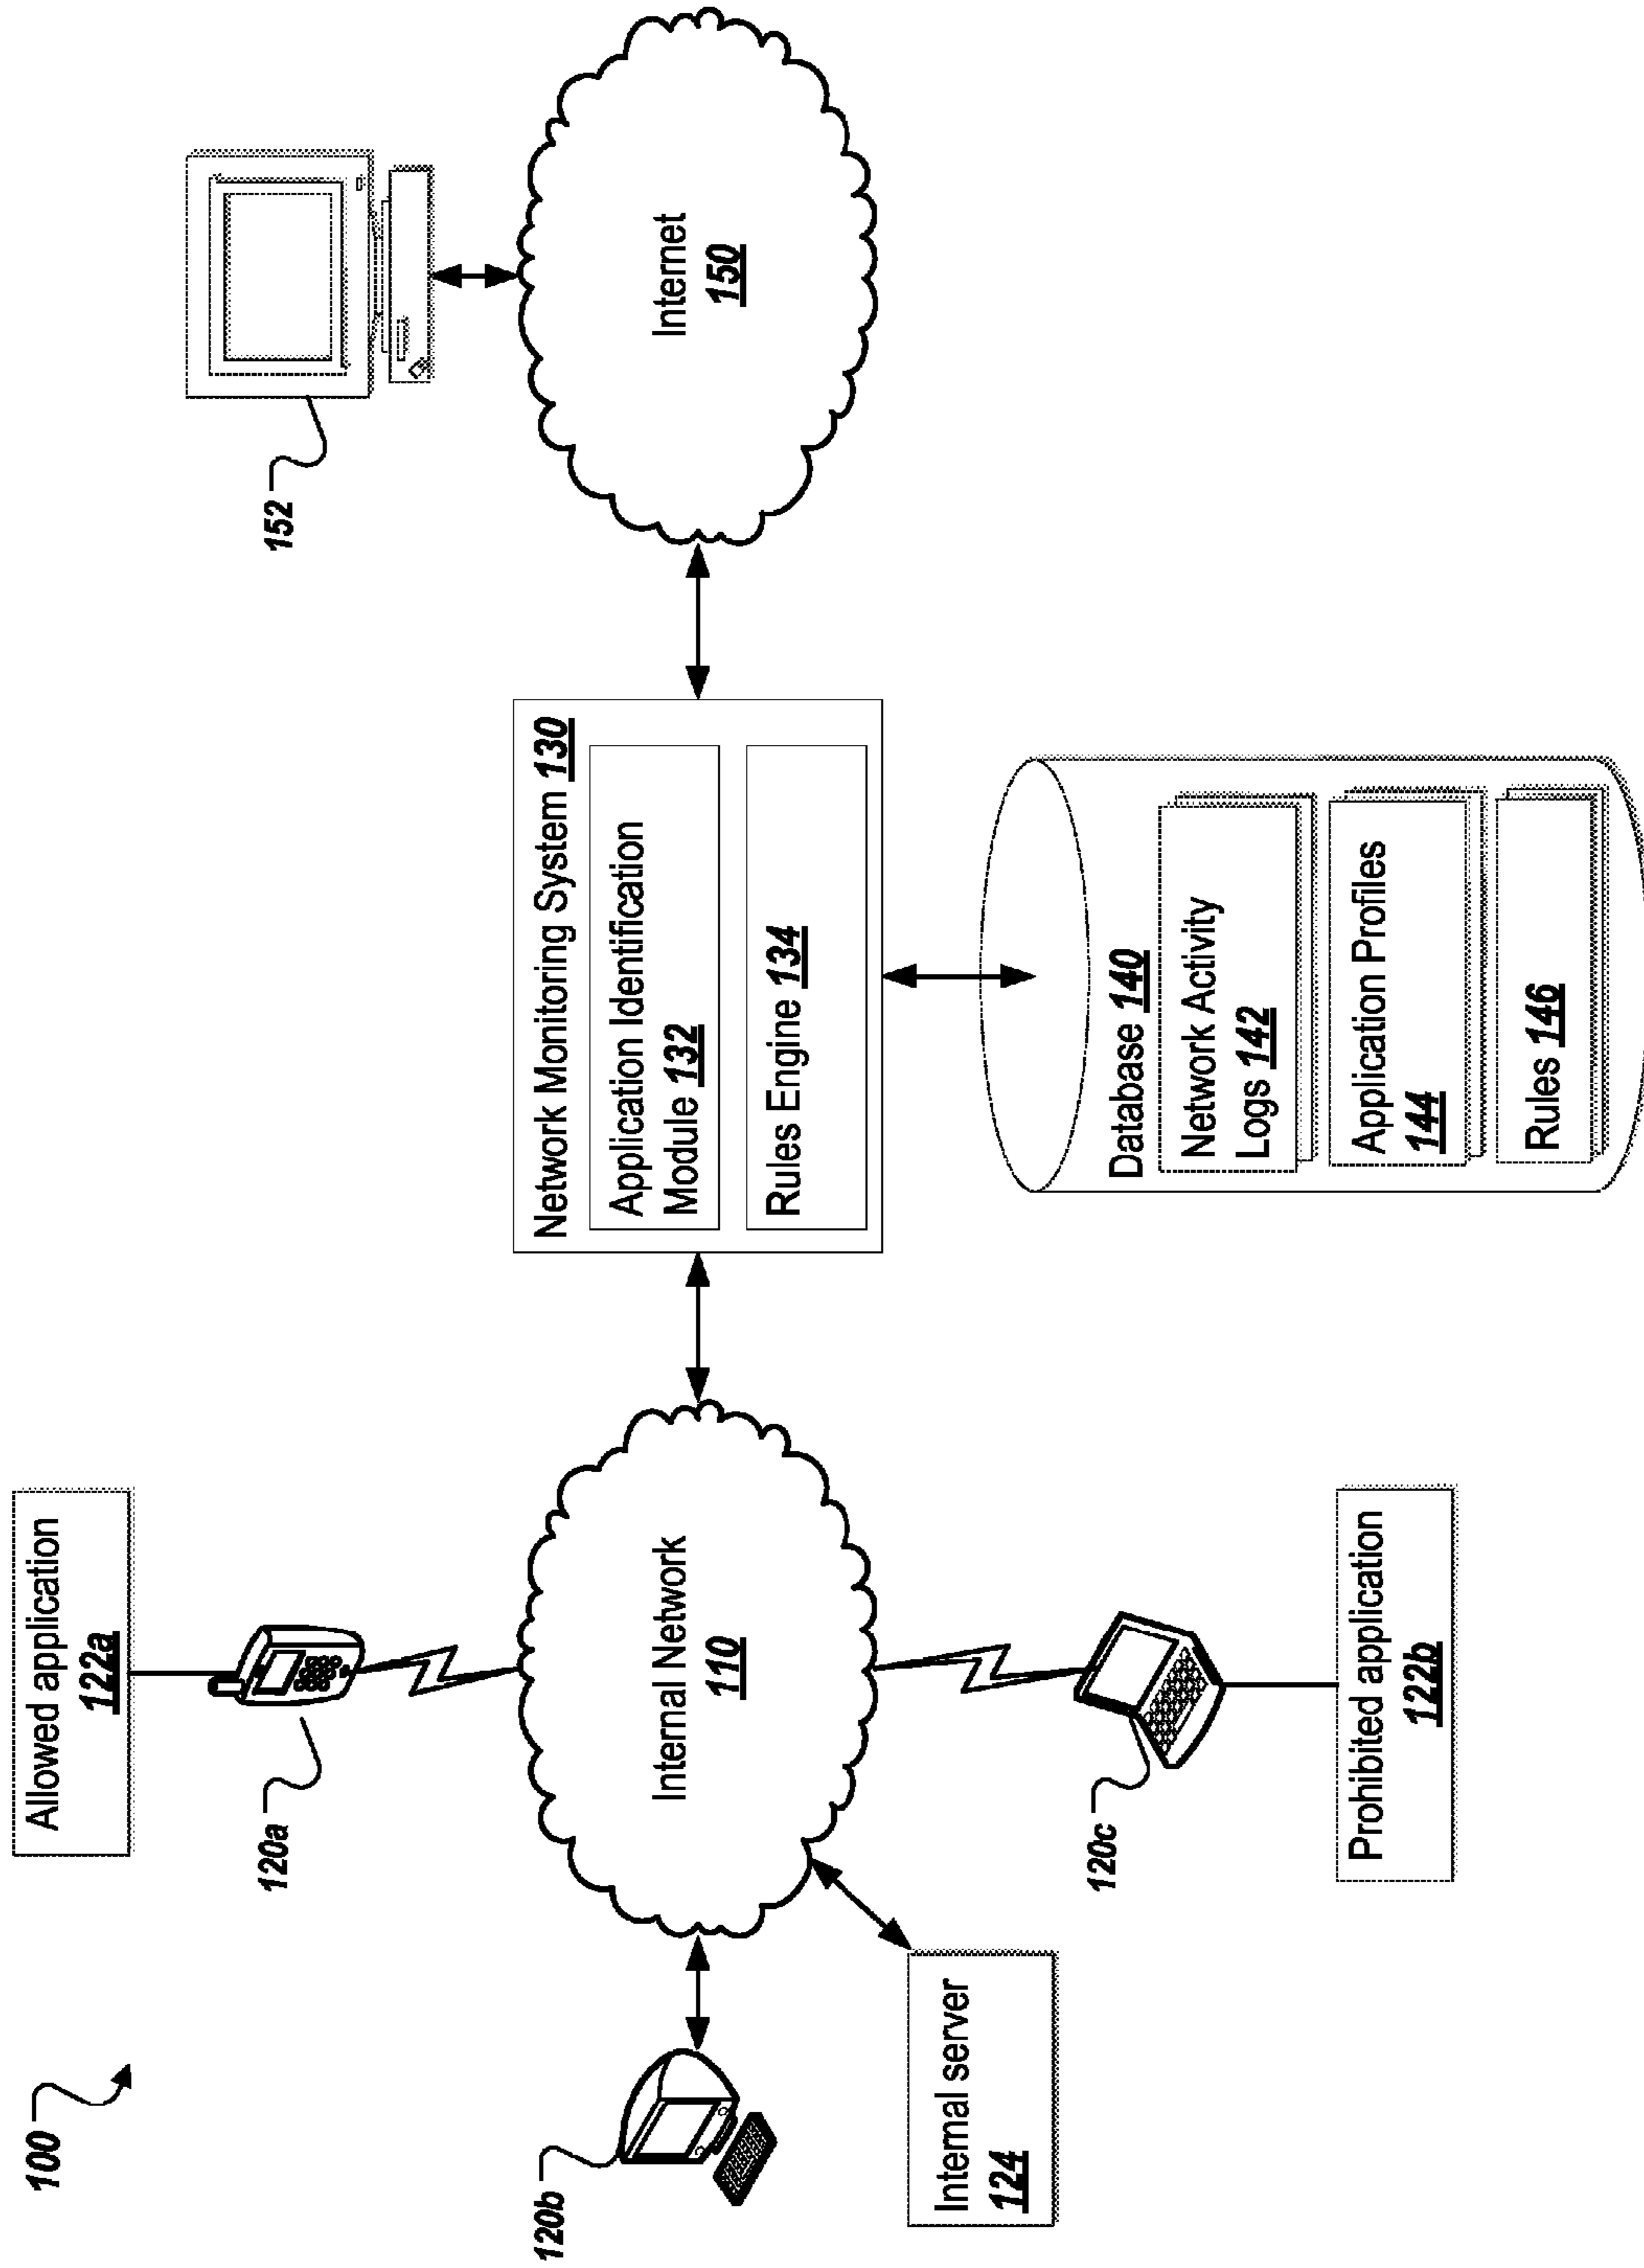 100
Allowed application
122a
120a
152
120b
Internal Network
110
Network Monitoring System 130
Application Identification
Module 132
Rules Engine 134
Internet
150
Internal server
124
120c
Prohibited application
122b
Database 140
Network Activity
Logs 142
Application Profiles
144
Rules 146